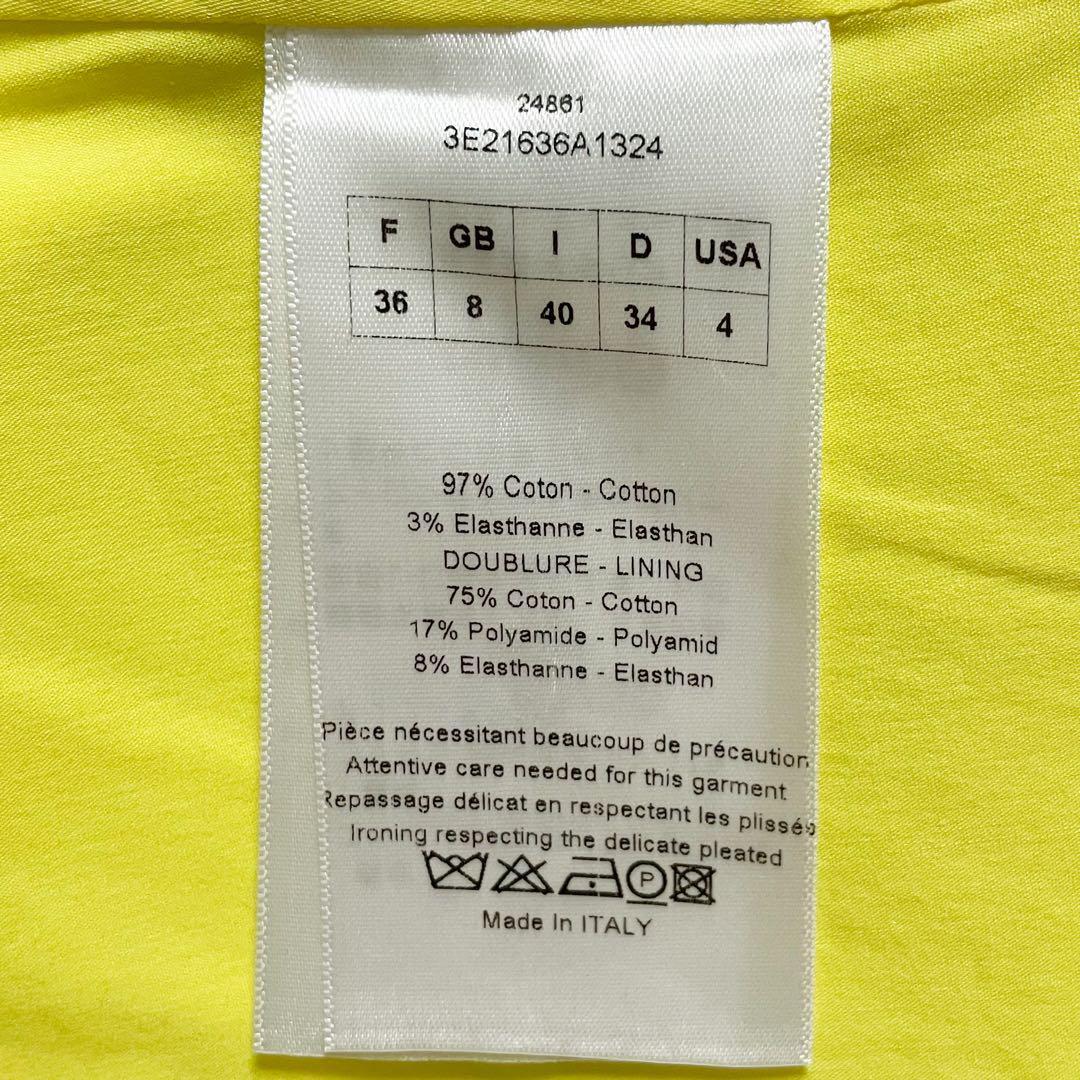 24861
3E21636A1324
F GB I D USA
36 8 40 34 4
97% Coton - Cotton
3% Elasthanne - Elasthan
DOUBLURE - LINING
75% Coton - Cotton
17% Polyamide - Polyamid
8% Elasthanne - Elasthan
Pièce nécessitant beaucoup de précaution
Attentive care needed for this garment
Repassage délicat en respectant les plissés
Ironing respecting the delicate pleated
P
Made In ITALY